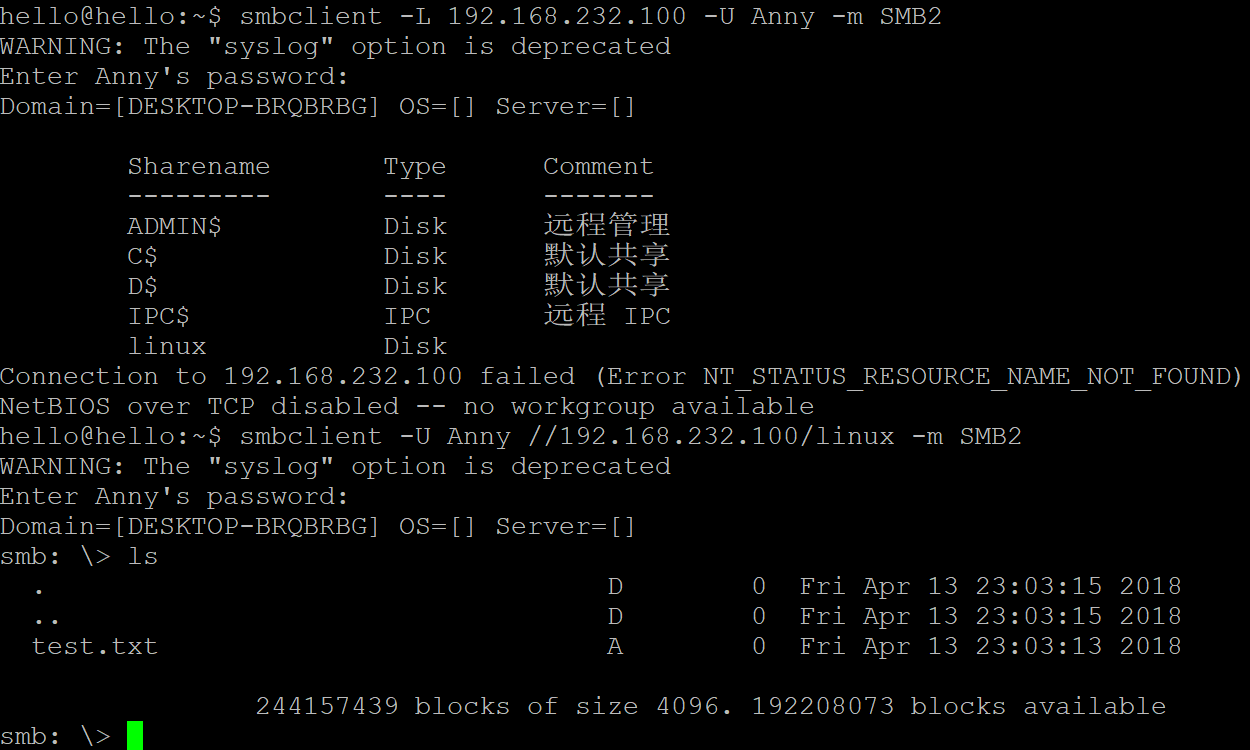 hello@hello:~$ smbclient -L 192.168.232.100 -U Anny -m SMB2
WARNING: The "syslog" option is deprecated
Enter Anny's password:
Domain=[DESKTOP-BRQBRBG] OS=[] Server=[]
Sharename Type Comment
--------- ---- -------
ADMIN$ Disk 远程管理
C$ Disk 默认共享
D$ Disk 默认共享
IPC$ IPC 远程 IPC
linux Disk
Connection to 192.168.232.100 failed (Error NT_STATUS_RESOURCE_NAME_NOT_FOUND)
NetBIOS over TCP disabled -- no workgroup available
hello@hello:~$ smbclient -U Anny //192.168.232.100/linux -m SMB2
WARNING: The "syslog" option is deprecated
Enter Anny's password:
Domain=[DESKTOP-BRQBRBG] OS=[] Server=[]
smb: \> ls
. D 0 Fri Apr 13 23:03:15 2018
.. D 0 Fri Apr 13 23:03:15 2018
test.txt A 0 Fri Apr 13 23:03:13 2018
244157439 blocks of size 4096. 192208073 blocks available
smb: \>